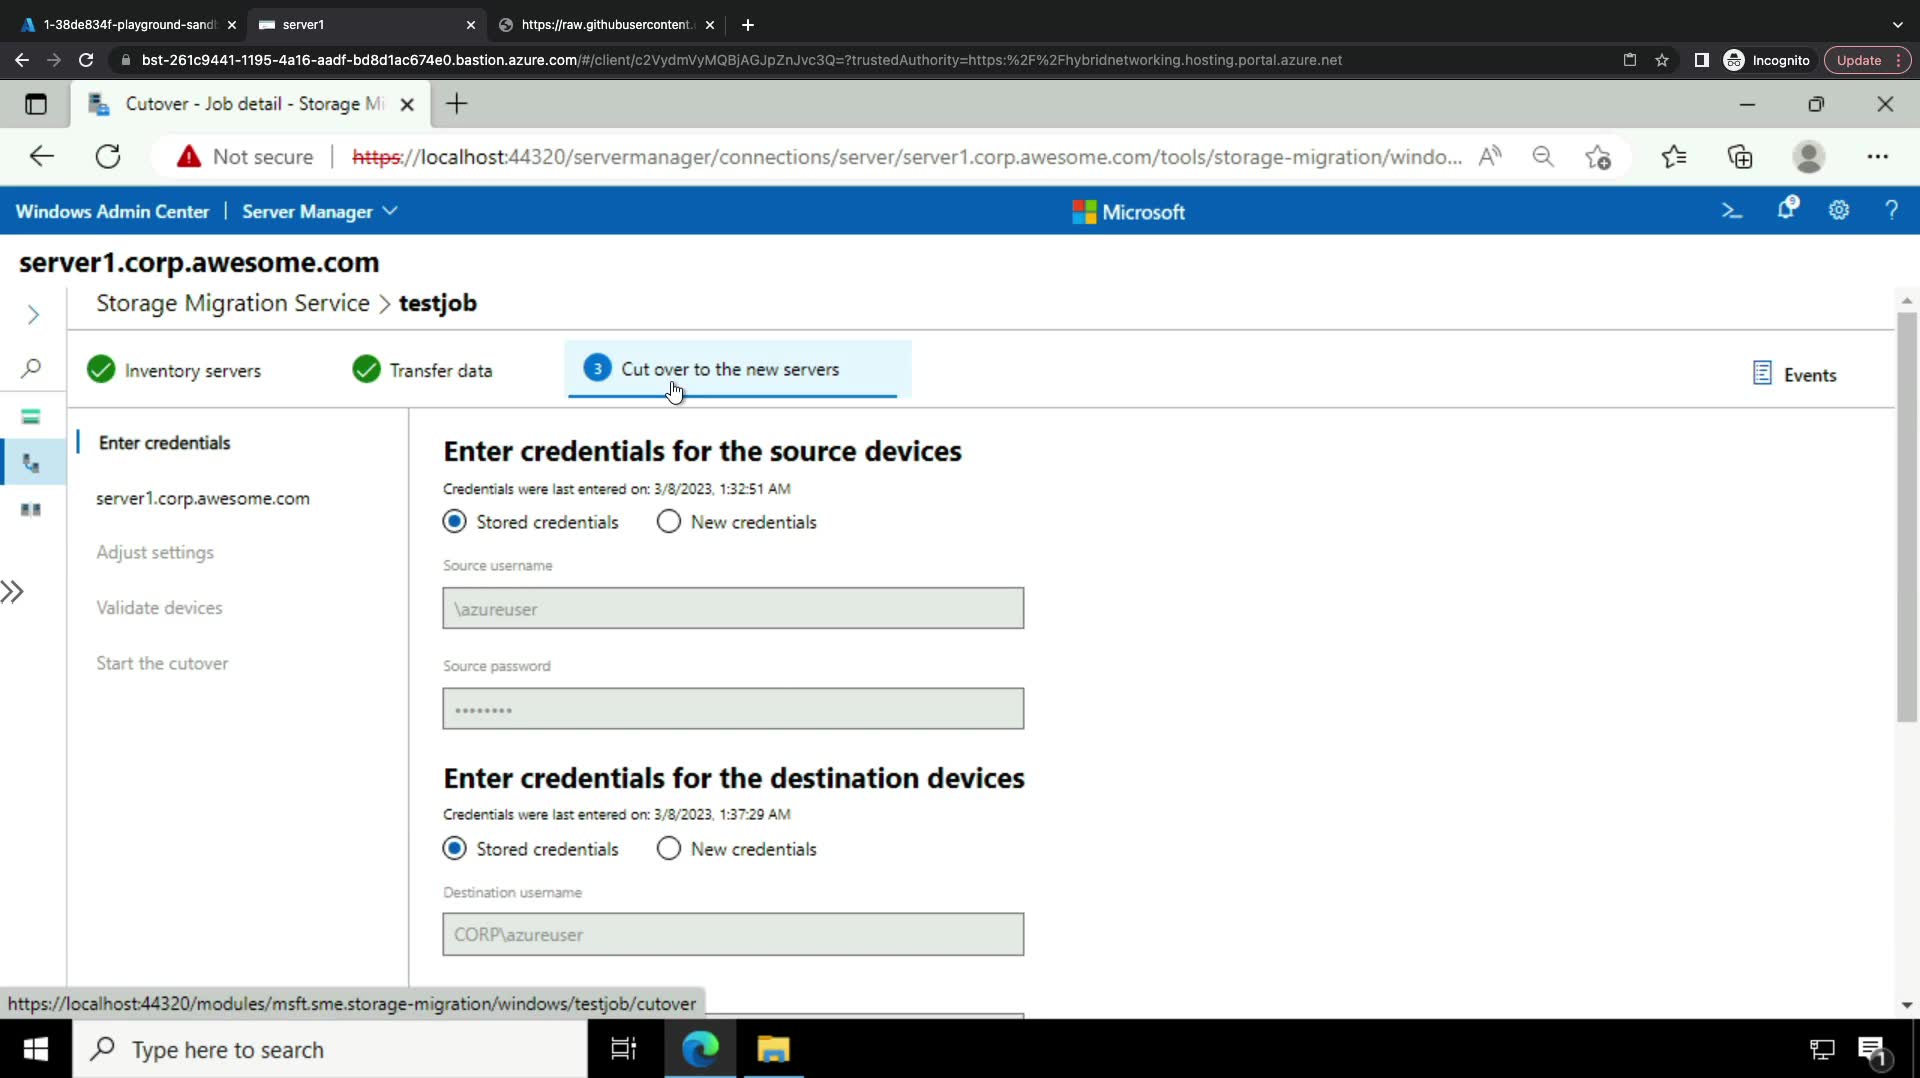 1-38de834f-playground-sand
server1
https://raw.githubusercontent.
bst-261c9441-1195-4a16-aadf-bd8d1ac674e0.bastion.azure.com/#/client/c2VydmVyMQBjAGJpZnJvc3Q=?trustedAuthority=https:%2F%2Fhybridnetworking.hosting.portal.azure.net
Incognito
Update
Cutover - Job detail - Storage Mi
Not secure
https://localhost:44320/servermanager/connections/server/server1.corp.awesome.com/tools/storage-migration/windo...
Windows Admin Center
Server Manager
Microsoft
9
?
server1.corp.awesome.com
Storage Migration Service > testjob
Inventory servers
Transfer data
3
Cut over to the new servers
Events
Enter credentials
server1.corp.awesome.com
Adjust settings
Validate devices
Start the cutover
Enter credentials for the source devices
Credentials were last entered on: 3/8/2023, 1:32:51 AM
Stored credentials
New credentials
Source username
\azureuser
Source password
••••••••
Enter credentials for the destination devices
Credentials were last entered on: 3/8/2023, 1:37:29 AM
Stored credentials
New credentials
Destination username
CORP\azureuser
https://localhost:44320/modules/msft.sme.storage-migration/windows/testjob/cutover
Type here to search
1